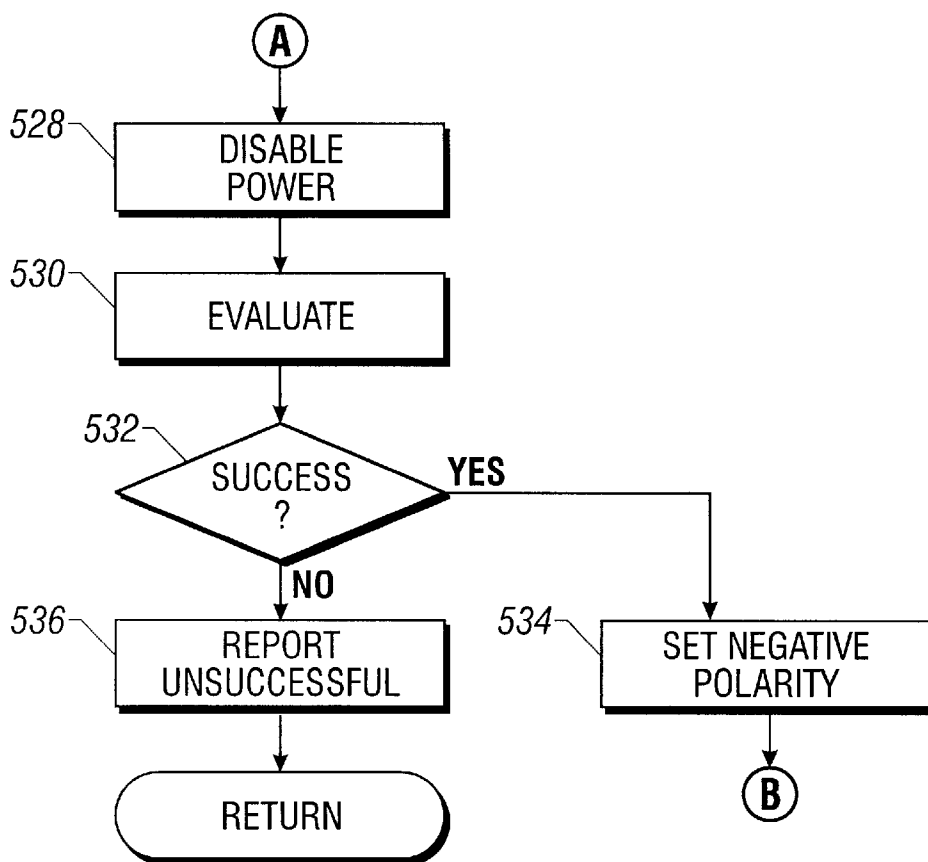 A
528
DISABLE
POWER
530
EVALUATE
532
SUCCESS
?
YES
NO
536
REPORT
UNSUCCESSFUL
534
SET NEGATIVE
POLARITY
RETURN
B